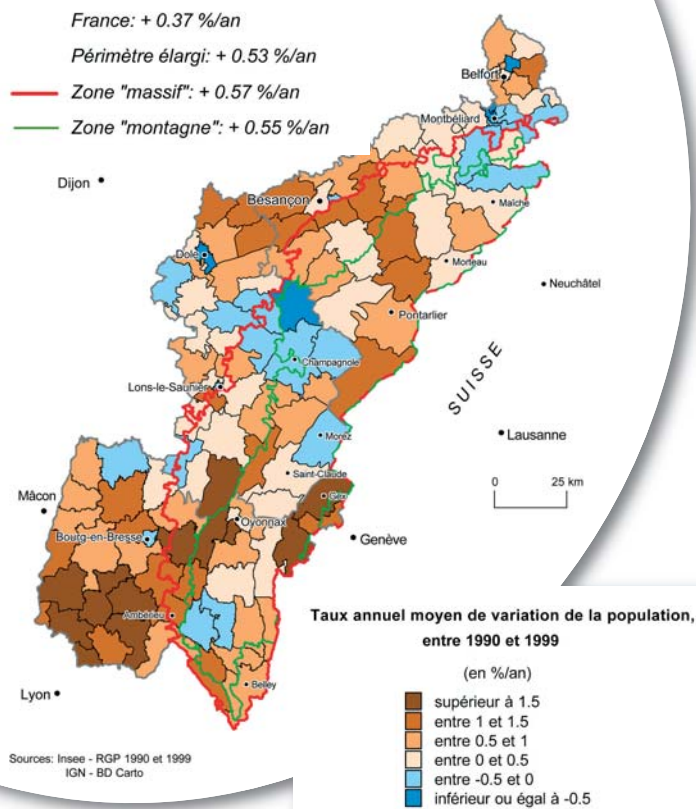 France: + 0.37 %/an
Périmètre élargi: + 0.53 %/an
Zone "massif": + 0.57 %/an
Zone "montagne": + 0.55 %/an
Belfort
Montbéliard
Dijon
Besançon
Maîche
Dole
Morteau
Neuchâtel
Pontarlier
Champagnole
SUISSE
Lons-le-Saunier
Morez
Lausanne
Saint-Claude
0 25 km
Mâcon
Gex
Oyonnax
Bourg-en-Bresse
Genève
Ambérieu
Belley
Lyon
Taux annuel moyen de variation de la population,
entre 1990 et 1999
(en %/an)
supérieur à 1.5
entre 1 et 1.5
entre 0.5 et 1
entre 0 et 0.5
entre -0.5 et 0
inférieur ou égal à -0.5
Sources: Insee - RGP 1990 et 1999
IGN - BD Carto